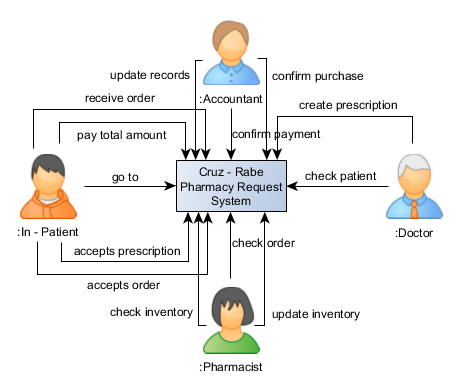 update records
confirm purchase
receive order
:Accountant
create prescription
pay total amount
confirm payment
go to
Cruz - Rabe
Pharmacy Request
System
check patient
:In - Patient
:Doctor
accepts prescription
check order
accepts order
check inventory
update inventory
:Pharmacist